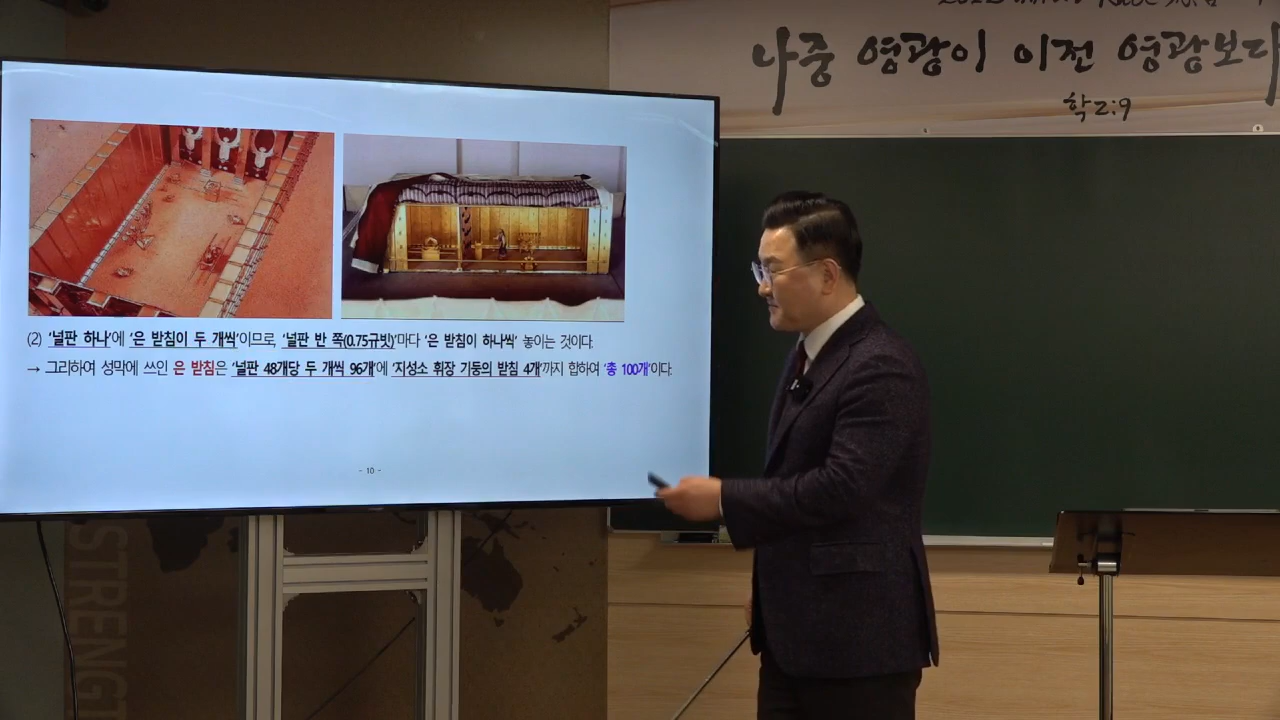 나중 영광이 이전 영광보다
학2:9
(2) '널판 하나'에 '은 받침이 두 개씩'이므로, '널판 반 쪽(0.75규빗)'마다 '은 받침이 하나씩' 놓이는 것이다.
→ 그리하여 성막에 쓰인 은 받침은 '널판 48개당 두 개씩 96개'에 '지성소 휘장 기둥의 받침 4개'까지 합하여 '총 100개'이다.
- 10 -
STRENGT